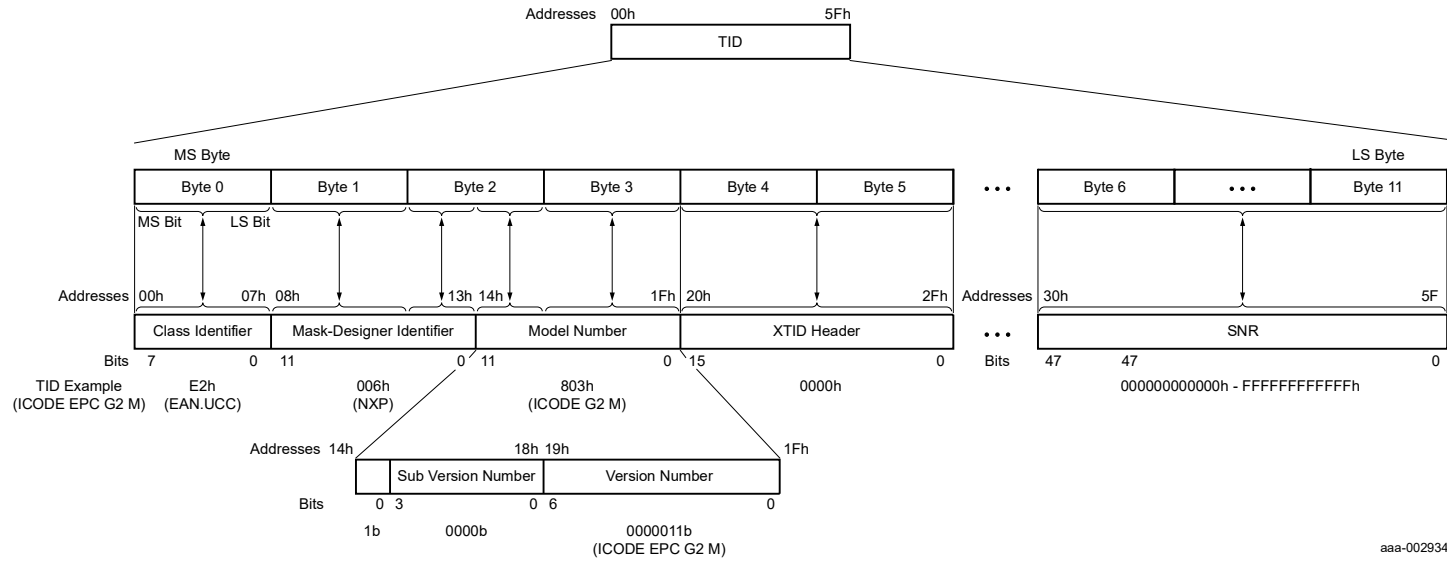 Addresses 00h 5Fh
TID
MS Byte LS Byte
Byte 0 Byte 1 Byte 2 Byte 3 Byte 4 Byte 5 ••• Byte 6 ••• Byte 11
MS Bit LS Bit
Addresses 00h 07h 08h 13h 14h 1Fh 20h 2Fh Addresses 30h 5F
Class Identifier Mask-Designer Identifier Model Number XTID Header ••• SNR
Bits 7 0 11 0 11 0 15 0 Bits 47 47 0
TID Example E2h 006h 803h 0000h 000000000000h - FFFFFFFFFFFFh
(ICODE EPC G2 M) (EAN.UCC) (NXP) (ICODE G2 M)
Addresses 14h 18h 19h 1Fh
Sub Version Number Version Number
Bits 0 3 0 6 0
1b 0000b 0000011b
(ICODE EPC G2 M)
aaa-002934